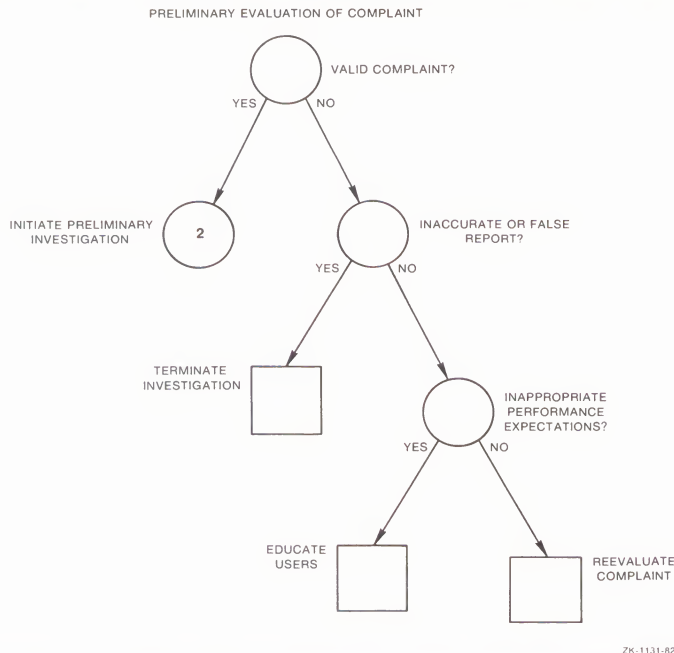 PRELIMINARY EVALUATION OF COMPLAINT
VALID COMPLAINT?
YES
NO
INITIATE PRELIMINARY
INVESTIGATION
2
INACCURATE OR FALSE
REPORT?
YES
NO
TERMINATE
INVESTIGATION
INAPPROPRIATE
PERFORMANCE
EXPECTATIONS?
YES
NO
EDUCATE
USERS
REEVALUATE
COMPLAINT
ZK-1131-82